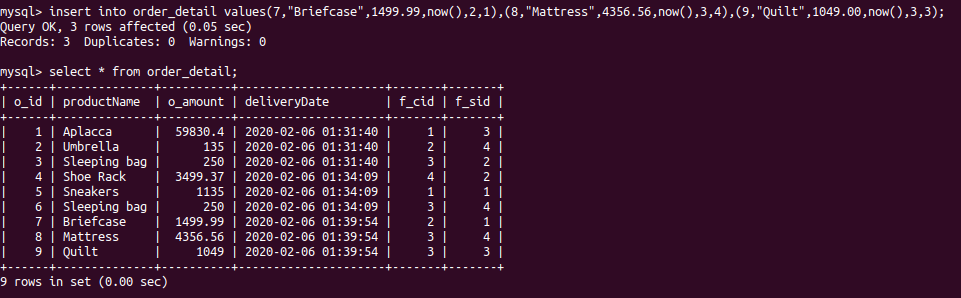 mysql> insert into order_detail values(7,"Briefcase",1499.99,now(),2,1),(8,"Mattress",4356.56,now(),3,4),(9,"Quilt",1049.00,now(),3,3);
Query OK, 3 rows affected (0.05 sec)
Records: 3  Duplicates: 0  Warnings: 0

mysql> select * from order_detail;
+------+--------------+----------+---------------------+-------+-------+
| o_id | productName  | o_amount | deliveryDate        | f_cid | f_sid |
+------+--------------+----------+---------------------+-------+-------+
|    1 | Aplacca      |  59830.4 | 2020-02-06 01:31:40 |     1 |     3 |
|    2 | Umbrella     |      135 | 2020-02-06 01:31:40 |     2 |     4 |
|    3 | Sleeping bag |      250 | 2020-02-06 01:31:40 |     3 |     2 |
|    4 | Shoe Rack    |  3499.37 | 2020-02-06 01:34:09 |     4 |     2 |
|    5 | Sneakers     |     1135 | 2020-02-06 01:34:09 |     1 |     1 |
|    6 | Sleeping bag |      250 | 2020-02-06 01:34:09 |     3 |     4 |
|    7 | Briefcase    |  1499.99 | 2020-02-06 01:39:54 |     2 |     1 |
|    8 | Mattress     |  4356.56 | 2020-02-06 01:39:54 |     3 |     4 |
|    9 | Quilt        |     1049 | 2020-02-06 01:39:54 |     3 |     3 |
+------+--------------+----------+---------------------+-------+-------+
9 rows in set (0.00 sec)